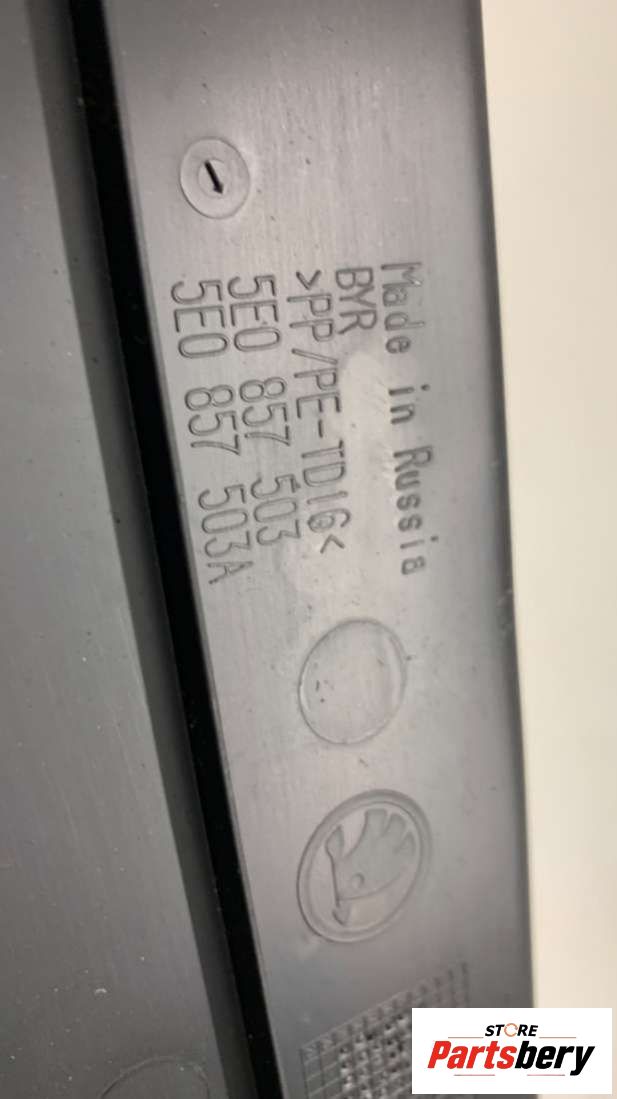 Made in Russia
BYR
>PP/PE-TD16<
5E0 857 503
5E0 857 503A
STORE
Partsbery